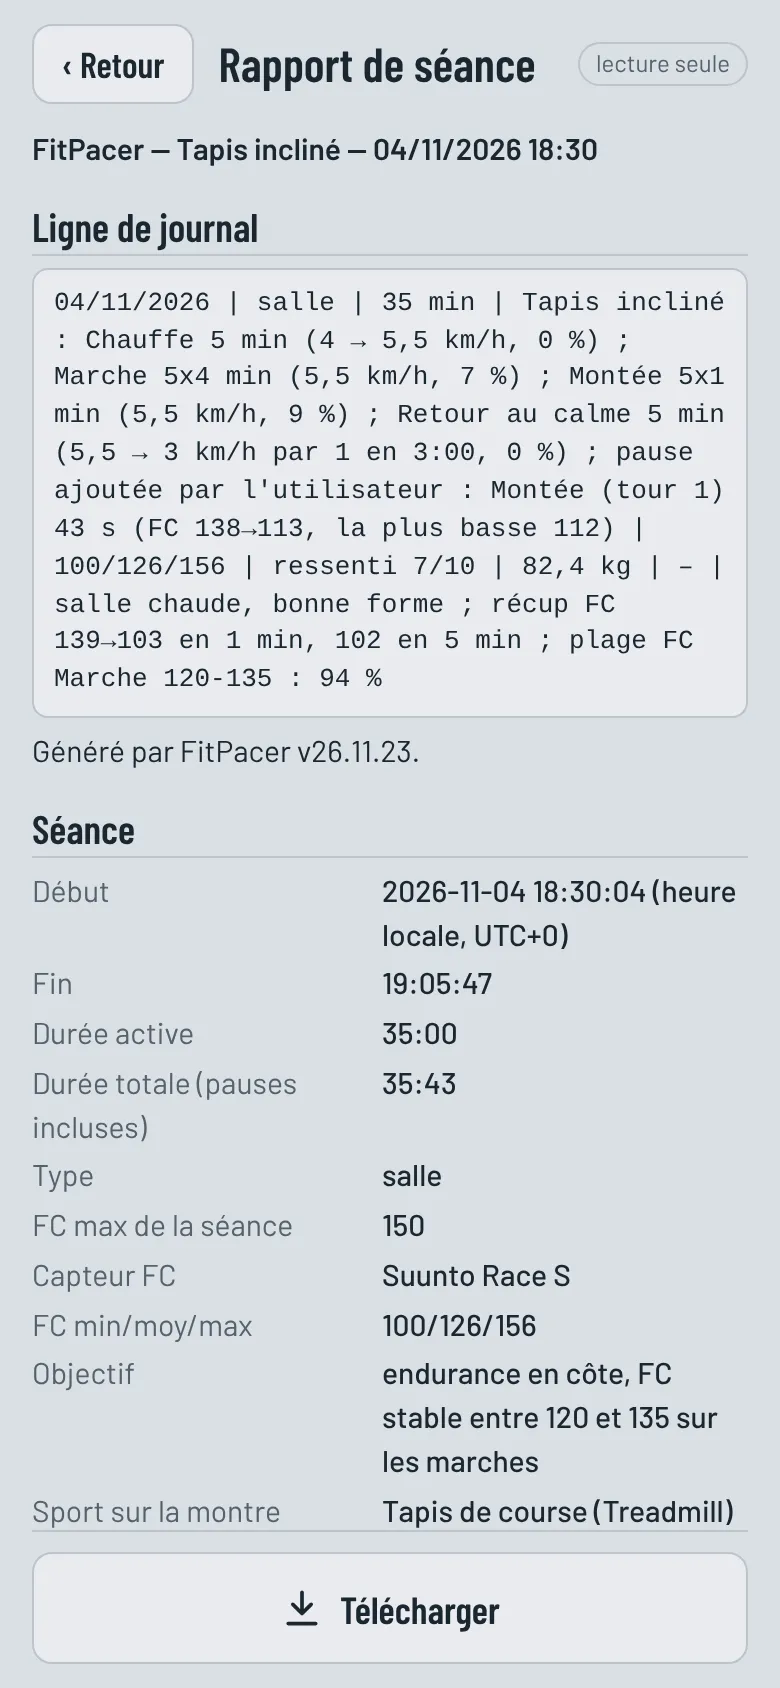 ‹ Retour
Rapport de séance
lecture seule
FitPacer — Tapis incliné — 04/11/2026 18:30
Ligne de journal
04/11/2026 | salle | 35 min | Tapis incliné
: Chauffe 5 min (4 → 5,5 km/h, 0 %) ;
Marche 5x4 min (5,5 km/h, 7 %) ; Montée 5x1
min (5,5 km/h, 9 %) ; Retour au calme 5 min
(5,5 → 3 km/h par 1 en 3:00, 0 %) ; pause
ajoutée par l'utilisateur : Montée (tour 1)
43 s (FC 138→113, la plus basse 112) |
100/126/156 | ressenti 7/10 | 82,4 kg | – |
salle chaude, bonne forme ; récup FC
139→103 en 1 min, 102 en 5 min ; plage FC
Marche 120-135 : 94 %
Généré par FitPacer v26.11.23.
Séance
Début
2026-11-04 18:30:04 (heure
locale, UTC+0)
Fin
19:05:47
Durée active
35:00
Durée totale (pauses
incluses)
35:43
Type
salle
FC max de la séance
150
Capteur FC
Suunto Race S
FC min/moy/max
100/126/156
Objectif
endurance en côte, FC
stable entre 120 et 135 sur
les marches
Sport sur la montre
Tapis de course (Treadmill)
Télécharger